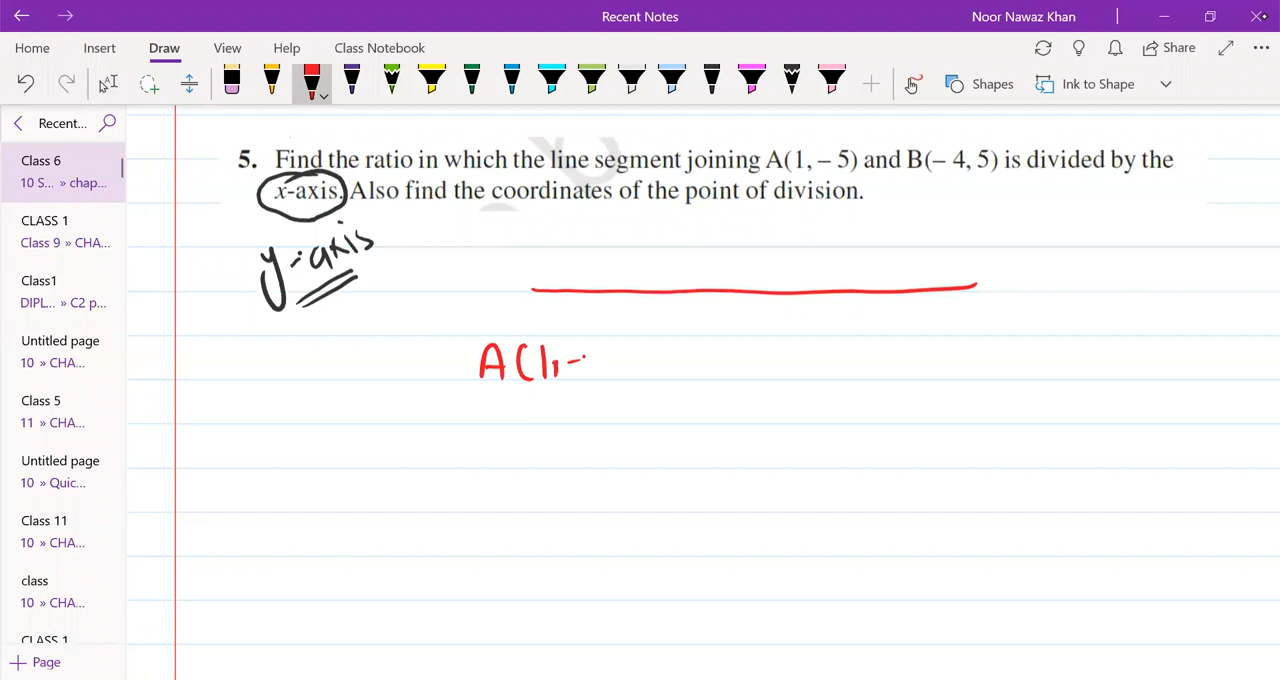 Recent Notes
Noor Nawaz Khan
Home Insert Draw View Help Class Notebook Share
Shapes Ink to Shape
Recent...
Class 6
10 S... » chap...
CLASS 1
Class 9 » CHA...
Class1
DIPL... » C2 p...
Untitled page
10 » CHA...
Class 5
11 » CHA...
Untitled page
10 » Quic...
Class 11
10 » CHA...
class
10 » CHA...
CLASS 1
+ Page
5. Find the ratio in which the line segment joining A(1, – 5) and B(– 4, 5) is divided by the
x-axis. Also find the coordinates of the point of division.
y-axis
A(1,-